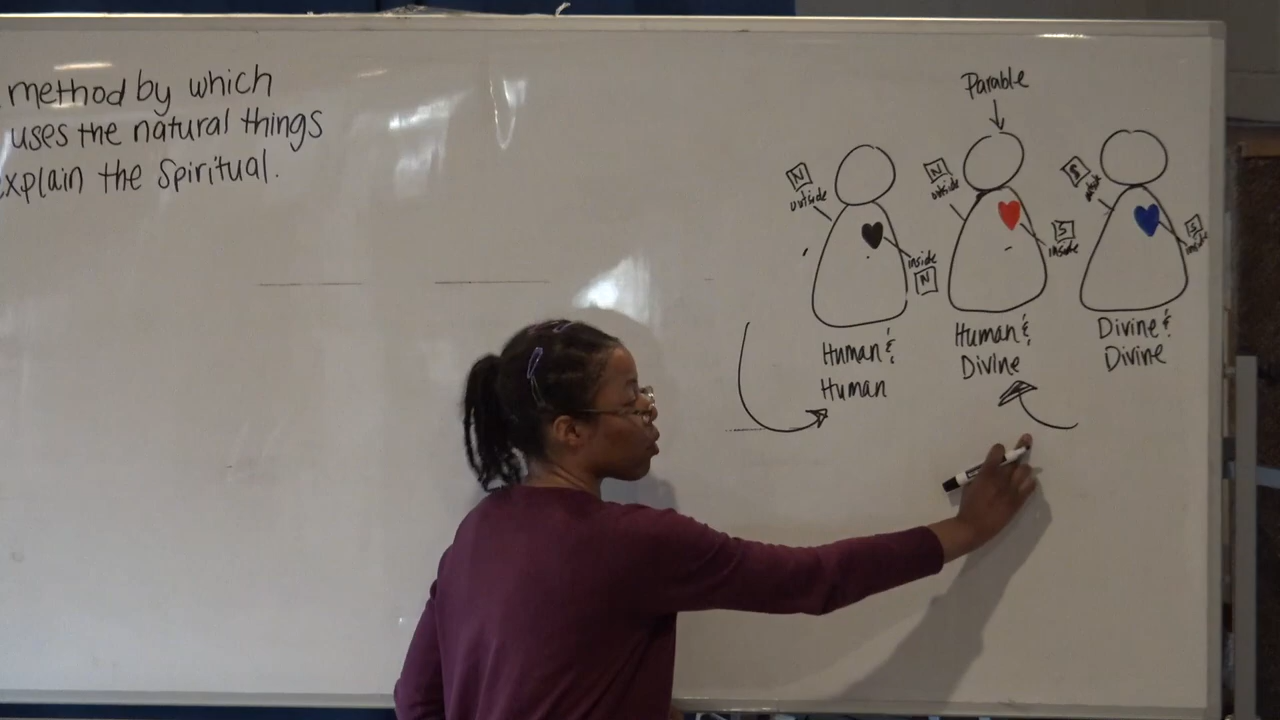 method by which
uses the natural things
explain the Spiritual.
Parable
N
outside
inside
N
Human &
Human
N
outside
S
inside
Human &
Divine
S
S
inside
Divine &
Divine